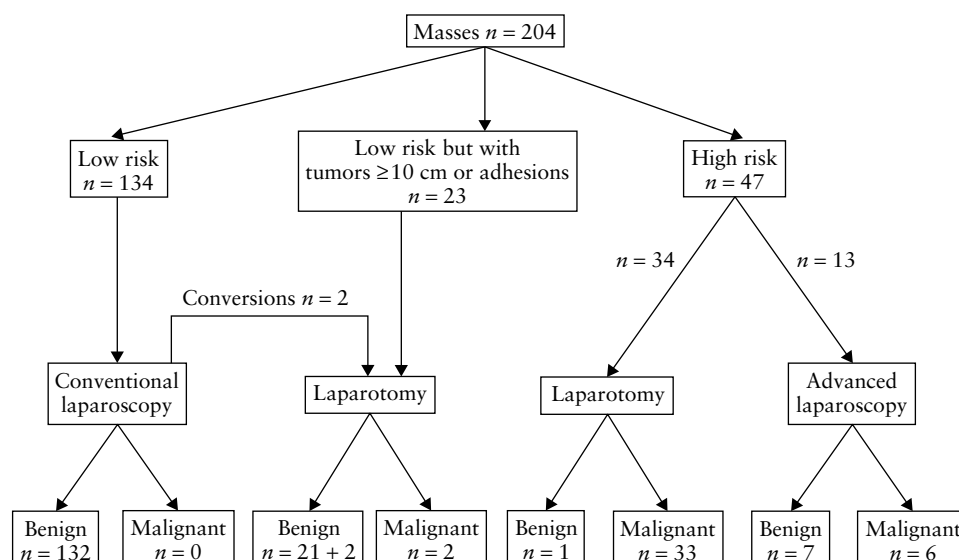 Masses n = 204
Low risk
n = 134
Low risk but with
tumors ≥10 cm or adhesions
n = 23
High risk
n = 47
n = 34
n = 13
Conversions n = 2
Conventional
laparoscopy
Laparotomy
Laparotomy
Advanced
laparoscopy
Benign
n = 132
Malignant
n = 0
Benign
n = 21 + 2
Malignant
n = 2
Benign
n = 1
Malignant
n = 33
Benign
n = 7
Malignant
n = 6